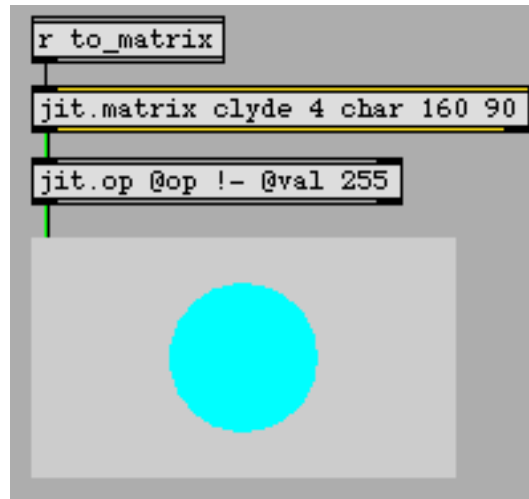 r to_matrix
jit.matrix clyde 4 char 160 90
jit.op @op !- @val 255